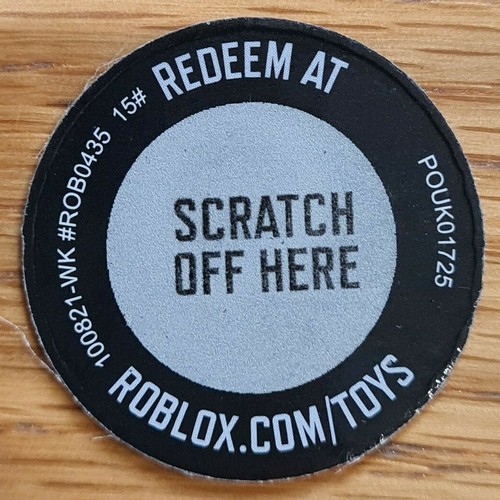 REDEEM AT
100821-WK #ROB0435 15#
SCRATCH
OFF HERE
POUK01725
ROBLOX.COM/TOYS